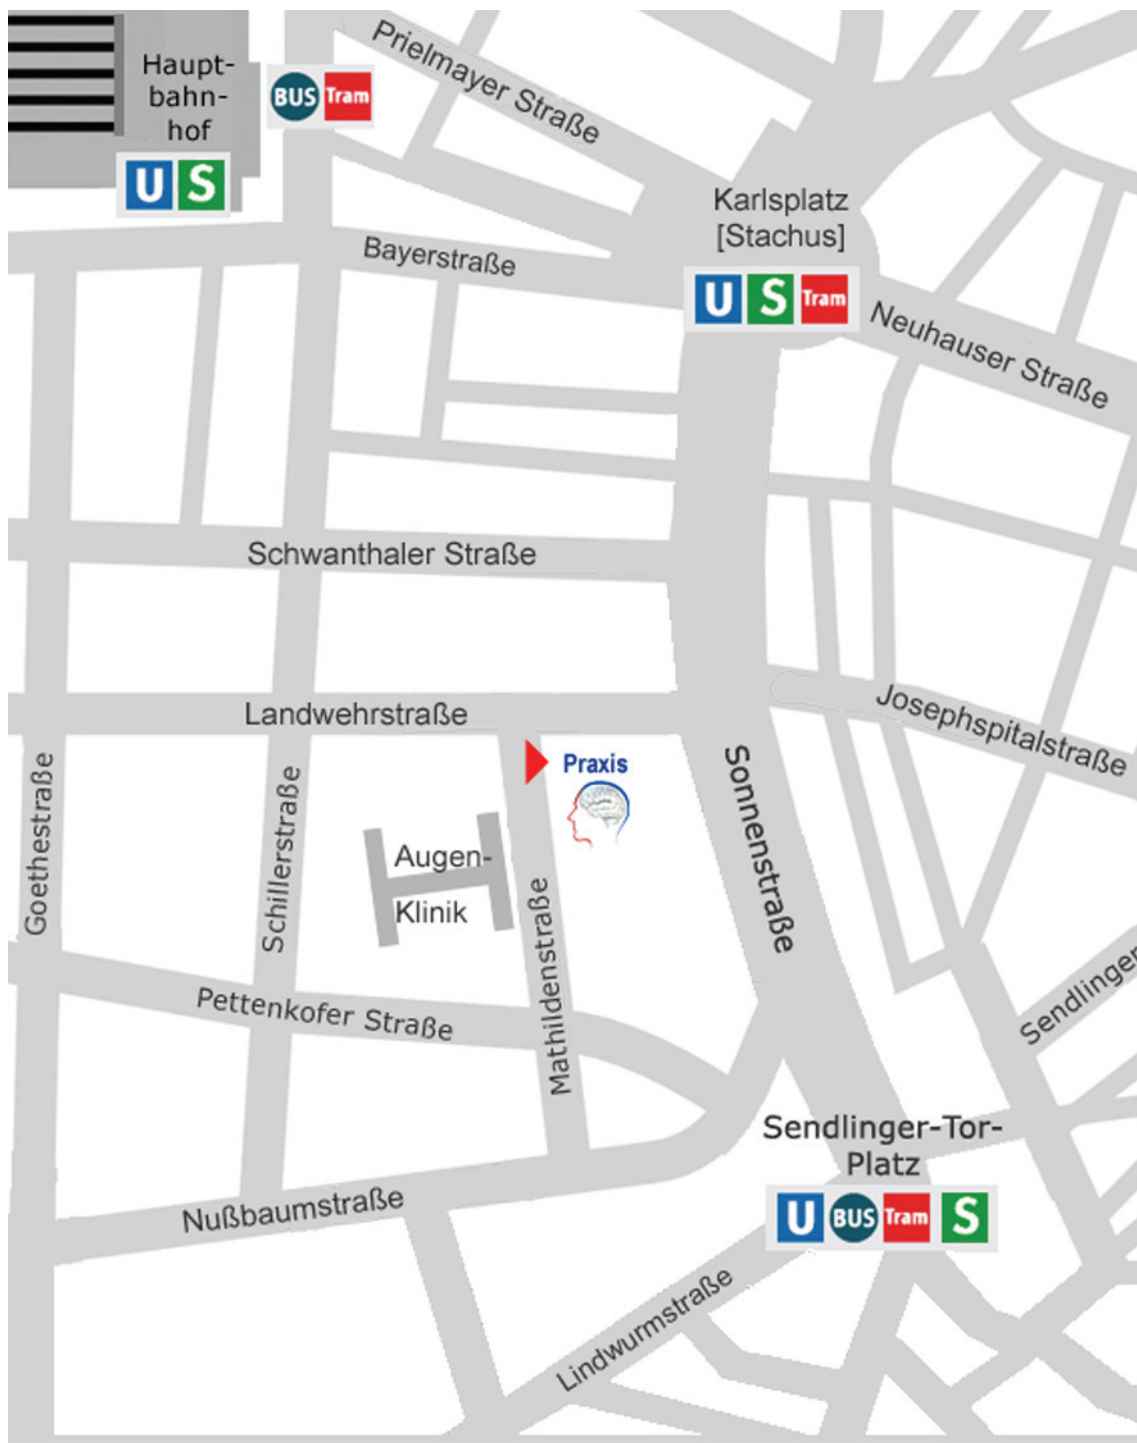 Prielmayer Straße
Haupt-
bahn-
hof
BUS Tram
U S
Karlsplatz
[Stachus]
Bayerstraße
U S Tram
Neuhauser Straße
Schwanthaler Straße
Josephspitalstraße
Landwehrstraße
Sonnenstraße
Goethestraße
Schillerstraße
Praxis
Augen-
Klinik
Mathildenstraße
Sendlinger
Pettenkofer Straße
Sendlinger-Tor-
Platz
U BUS Tram S
Nußbaumstraße
Lindwurmstraße